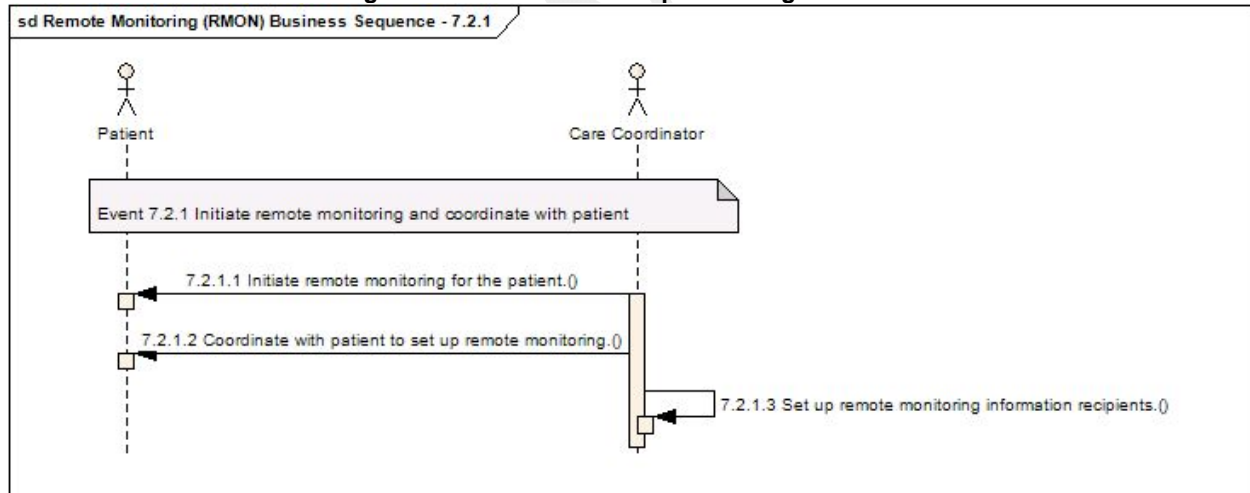 sd Remote Monitoring (RMON) Business Sequence - 7.2.1
Patient
Care Coordinator
Event 7.2.1 Initiate remote monitoring and coordinate with patient
7.2.1.1 Initiate remote monitoring for the patient.()
7.2.1.2 Coordinate with patient to set up remote monitoring.()
7.2.1.3 Set up remote monitoring information recipients.()